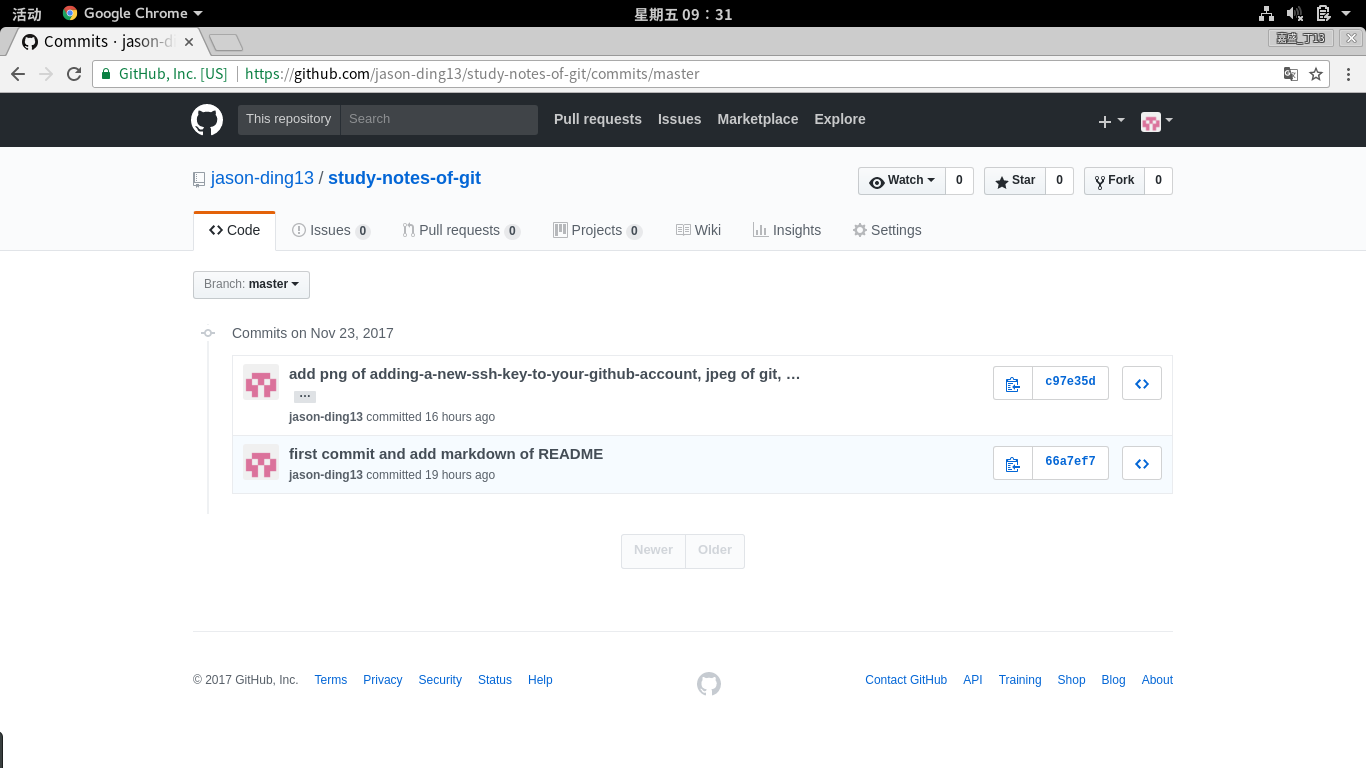 活动 Google Chrome 星期五 09：31
Commits · jason-di
GitHub, Inc. [US] https://github.com/jason-ding13/study-notes-of-git/commits/master
This repository Search Pull requests Issues Marketplace Explore
jason-ding13 / study-notes-of-git Watch 0 Star 0 Fork 0
Code Issues 0 Pull requests 0 Projects 0 Wiki Insights Settings
Branch: master
Commits on Nov 23, 2017
add png of adding-a-new-ssh-key-to-your-github-account, jpeg of git, … c97e35d
…
jason-ding13 committed 16 hours ago
first commit and add markdown of README 66a7ef7
jason-ding13 committed 19 hours ago
Newer Older
© 2017 GitHub, Inc. Terms Privacy Security Status Help Contact GitHub API Training Shop Blog About